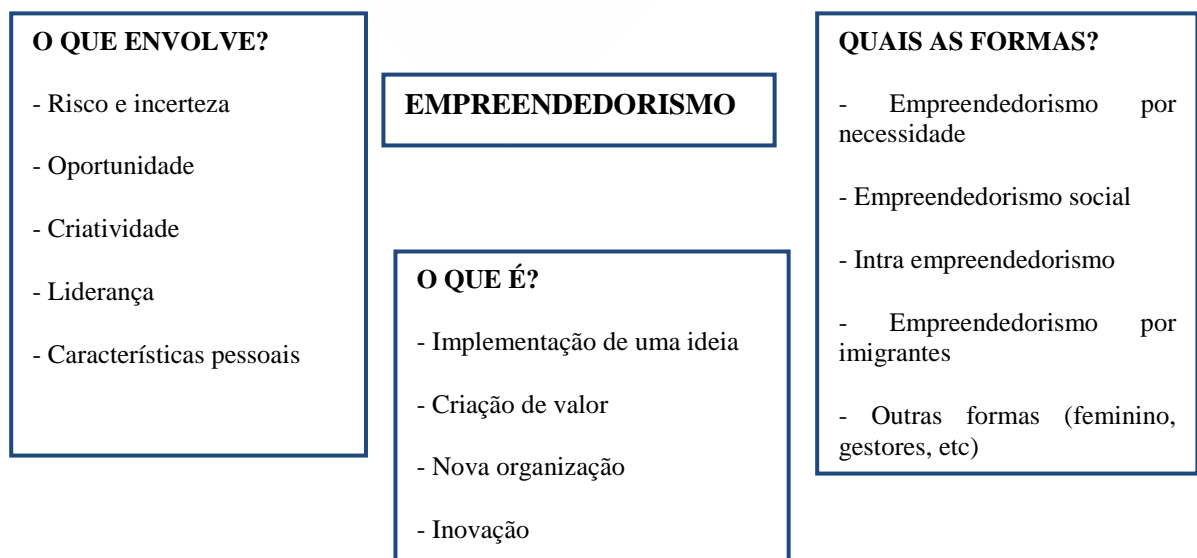 O QUE ENVOLVE?
- Risco e incerteza
- Oportunidade
- Criatividade
- Liderança
- Características pessoais
EMPREENDEDORISMO
O QUE É?
- Implementação de uma ideia
- Criação de valor
- Nova organização
- Inovação
QUAIS AS FORMAS?
- Empreendedorismo por
necessidade
- Empreendedorismo social
- Intra empreendedorismo
- Empreendedorismo por
imigrantes
- Outras formas (feminino,
gestores, etc)